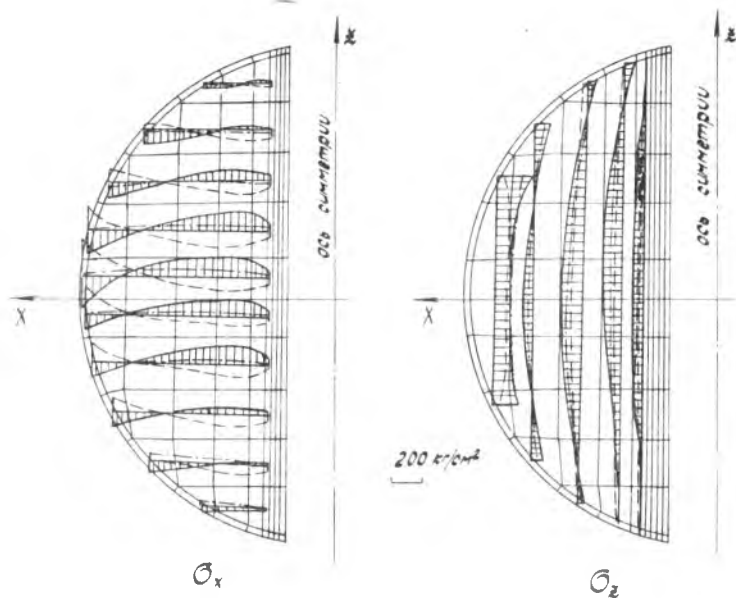 z
z
ось симметрии
ось симметрии
X
X
200 кг/см²
σx
σz